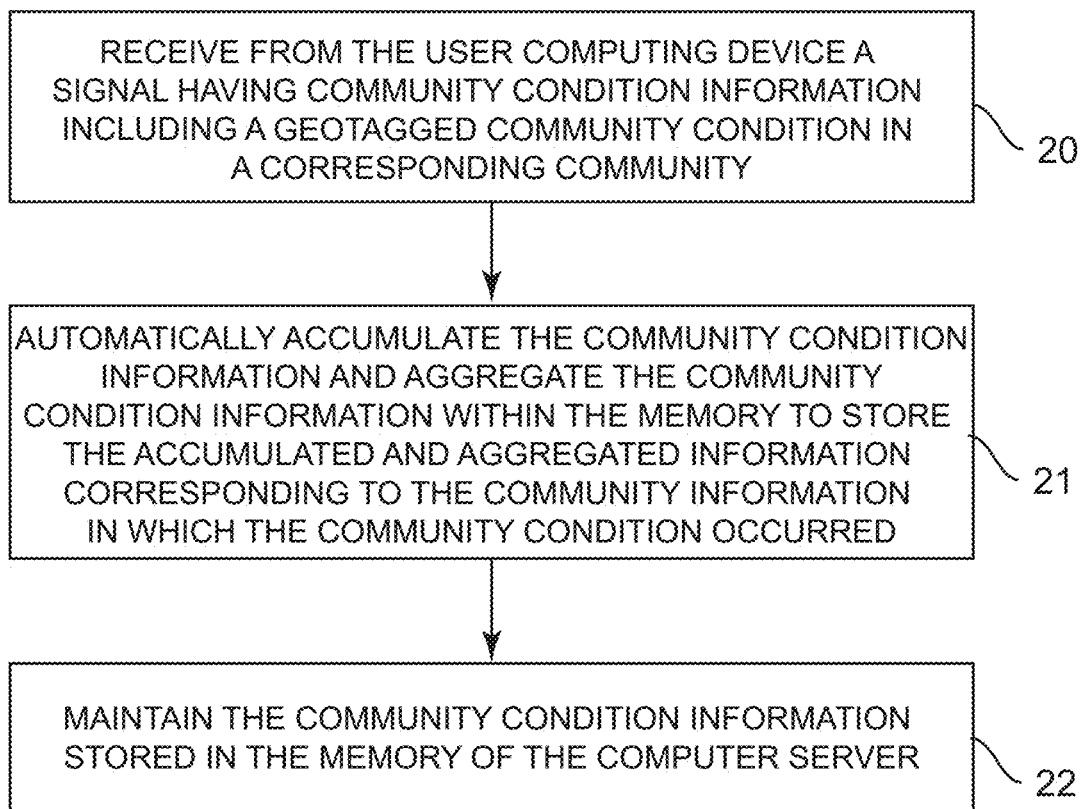 RECEIVE FROM THE USER COMPUTING DEVICE A
SIGNAL HAVING COMMUNITY CONDITION INFORMATION
INCLUDING A GEOTAGGED COMMUNITY CONDITION IN
A CORRESPONDING COMMUNITY
20
AUTOMATICALLY ACCUMULATE THE COMMUNITY CONDITION
INFORMATION AND AGGREGATE THE COMMUNITY
CONDITION INFORMATION WITHIN THE MEMORY TO STORE
THE ACCUMULATED AND AGGREGATED INFORMATION
CORRESPONDING TO THE COMMUNITY INFORMATION
IN WHICH THE COMMUNITY CONDITION OCCURRED
21
MAINTAIN THE COMMUNITY CONDITION INFORMATION
STORED IN THE MEMORY OF THE COMPUTER SERVER
22